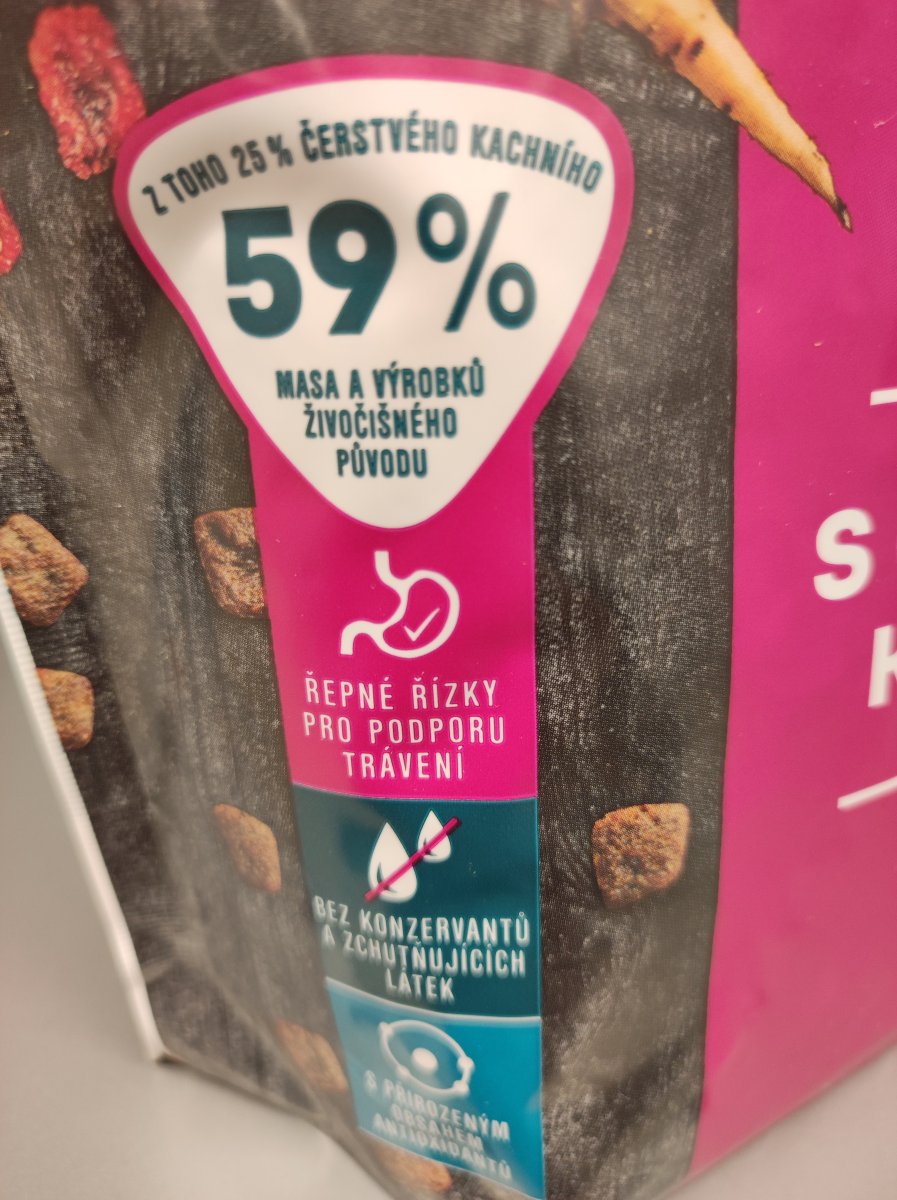 Z TOHO 25 % ČERSTVÉHO KACHNÍHO
59 %
MASA A VÝROBKŮ
ŽIVOČIŠNÉHO
PŮVODU
ŘEPNÉ ŘÍZKY
PRO PODPORU
TRÁVENÍ
BEZ KONZERVANTŮ
A ZCHUTŇUJÍCÍCH
LÁTEK
S PŘIROZENÝM
OBSAHEM
ANTIOXIDANTŮ
S
K